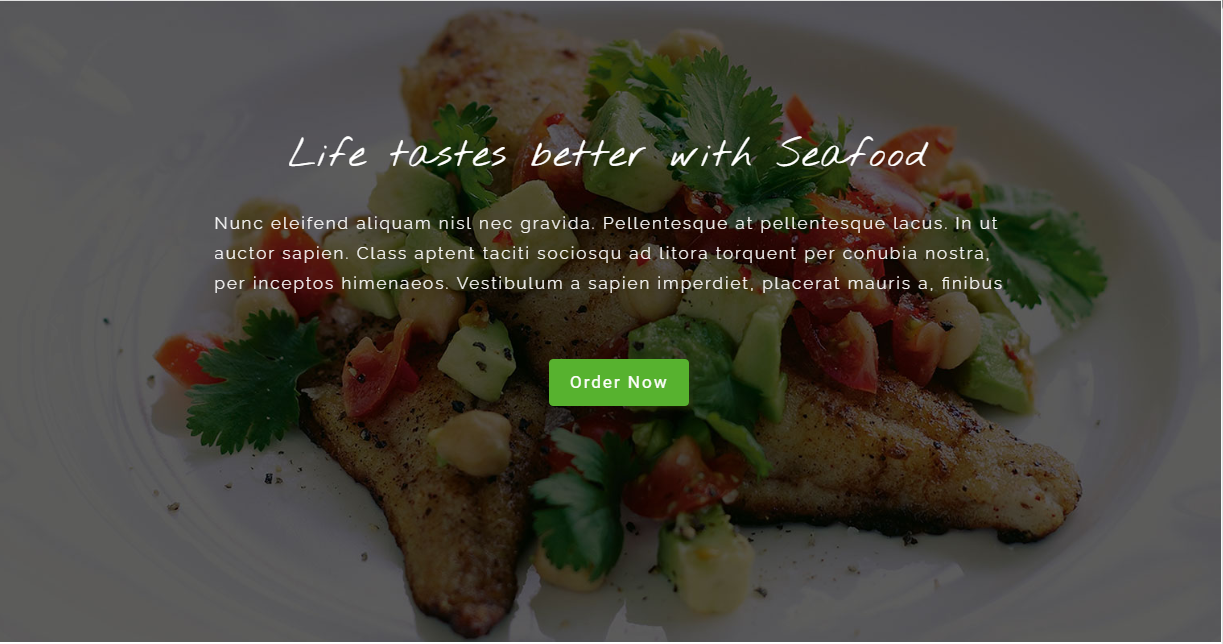 Life tastes better with Seafood
Nunc eleifend aliquam nisl nec gravida. Pellentesque at pellentesque lacus. In ut
auctor sapien. Class aptent taciti sociosqu ad litora torquent per conubia nostra,
per inceptos himenaeos. Vestibulum a sapien imperdiet, placerat mauris a, finibus
Order Now